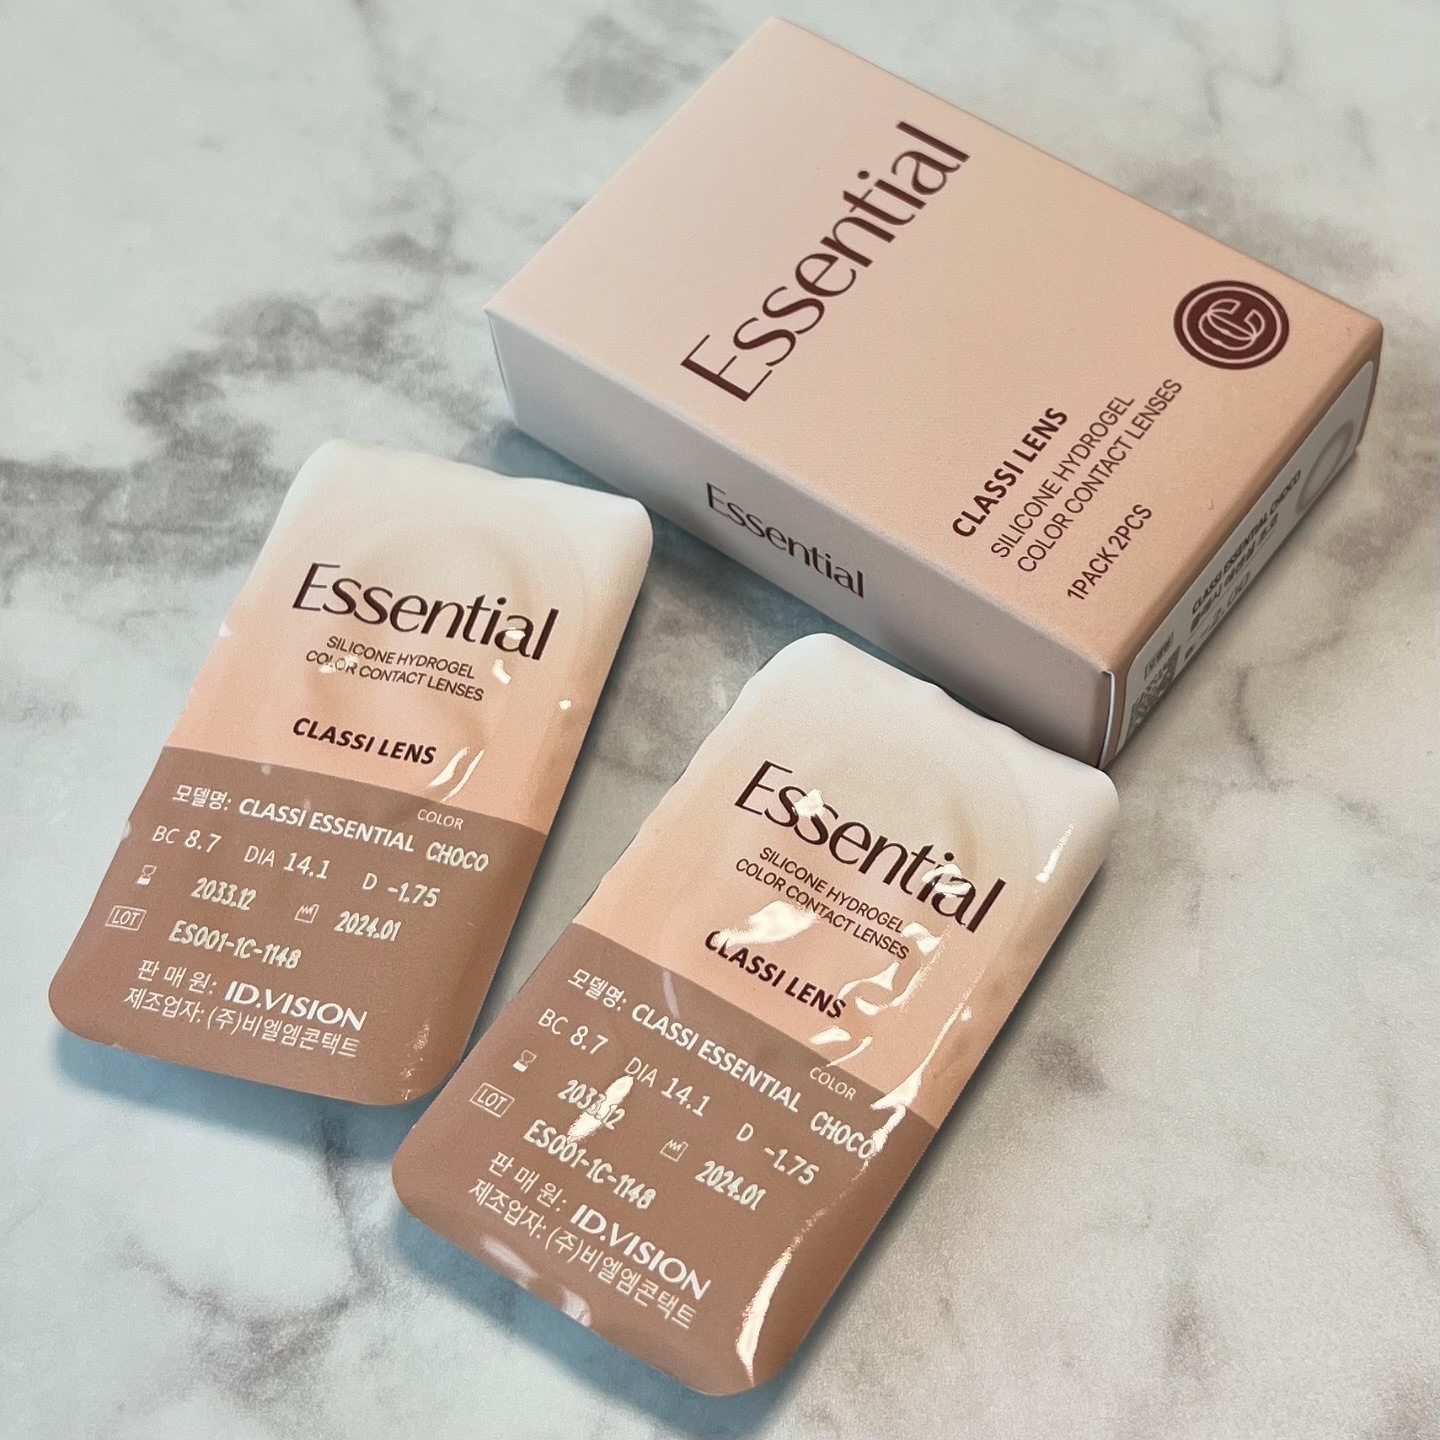 Essential
CLASSI LENS
SILICONE HYDROGEL
COLOR CONTACT LENSES
1PACK 2PCS
Essential
CLASSI ESSENTIAL CHOCO
Essential
SILICONE HYDROGEL
COLOR CONTACT LENSES
CLASSI LENS
COLOR
모델명: CLASSI ESSENTIAL CHOCO
BC 8.7 DIA 14.1 D -1.75
2033.12 2024.01
LOT ES001-1C-1148
판 매 원: ID.VISION
제조업자: (주)비엘엠콘택트
Essential
SILICONE HYDROGEL
COLOR CONTACT LENSES
CLASSI LENS
COLOR
모델명: CLASSI ESSENTIAL CHOCO
BC 8.7 DIA 14.1 D -1.75
2033.12 2024.01
LOT ES001-1C-1148
판 매 원: ID.VISION
제조업자: (주)비엘엠콘택트